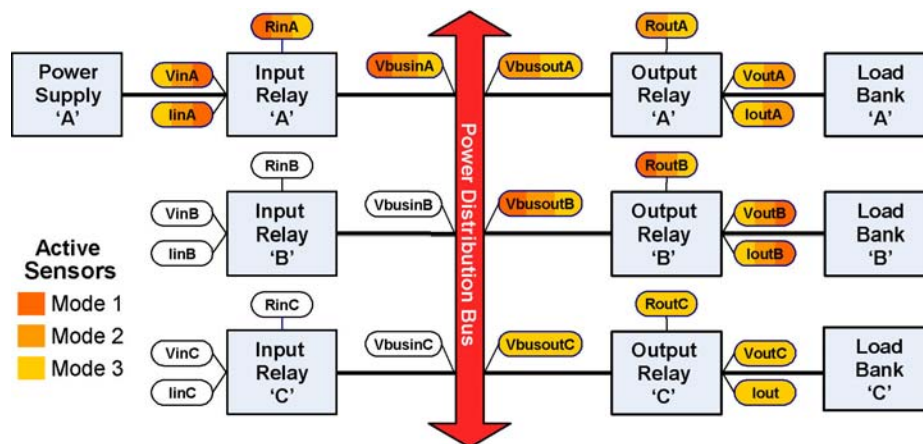 RinA
RoutA
Power
Supply
‘A’
VinA
IinA
Input
Relay
‘A’
VbusinA
VbusoutA
Output
Relay
‘A’
VoutA
IoutA
Load
Bank
‘A’
Power Distribution Bus
RinB
RoutB
VinB
IinB
Input
Relay
‘B’
VbusinB
VbusoutB
Output
Relay
‘B’
VoutB
IoutB
Load
Bank
‘B’
Active
Sensors
Mode 1
Mode 2
Mode 3
RinC
RoutC
VinC
IinC
Input
Relay
‘C’
VbusinC
VbusoutC
Output
Relay
‘C’
VoutC
Iout
Load
Bank
‘C’